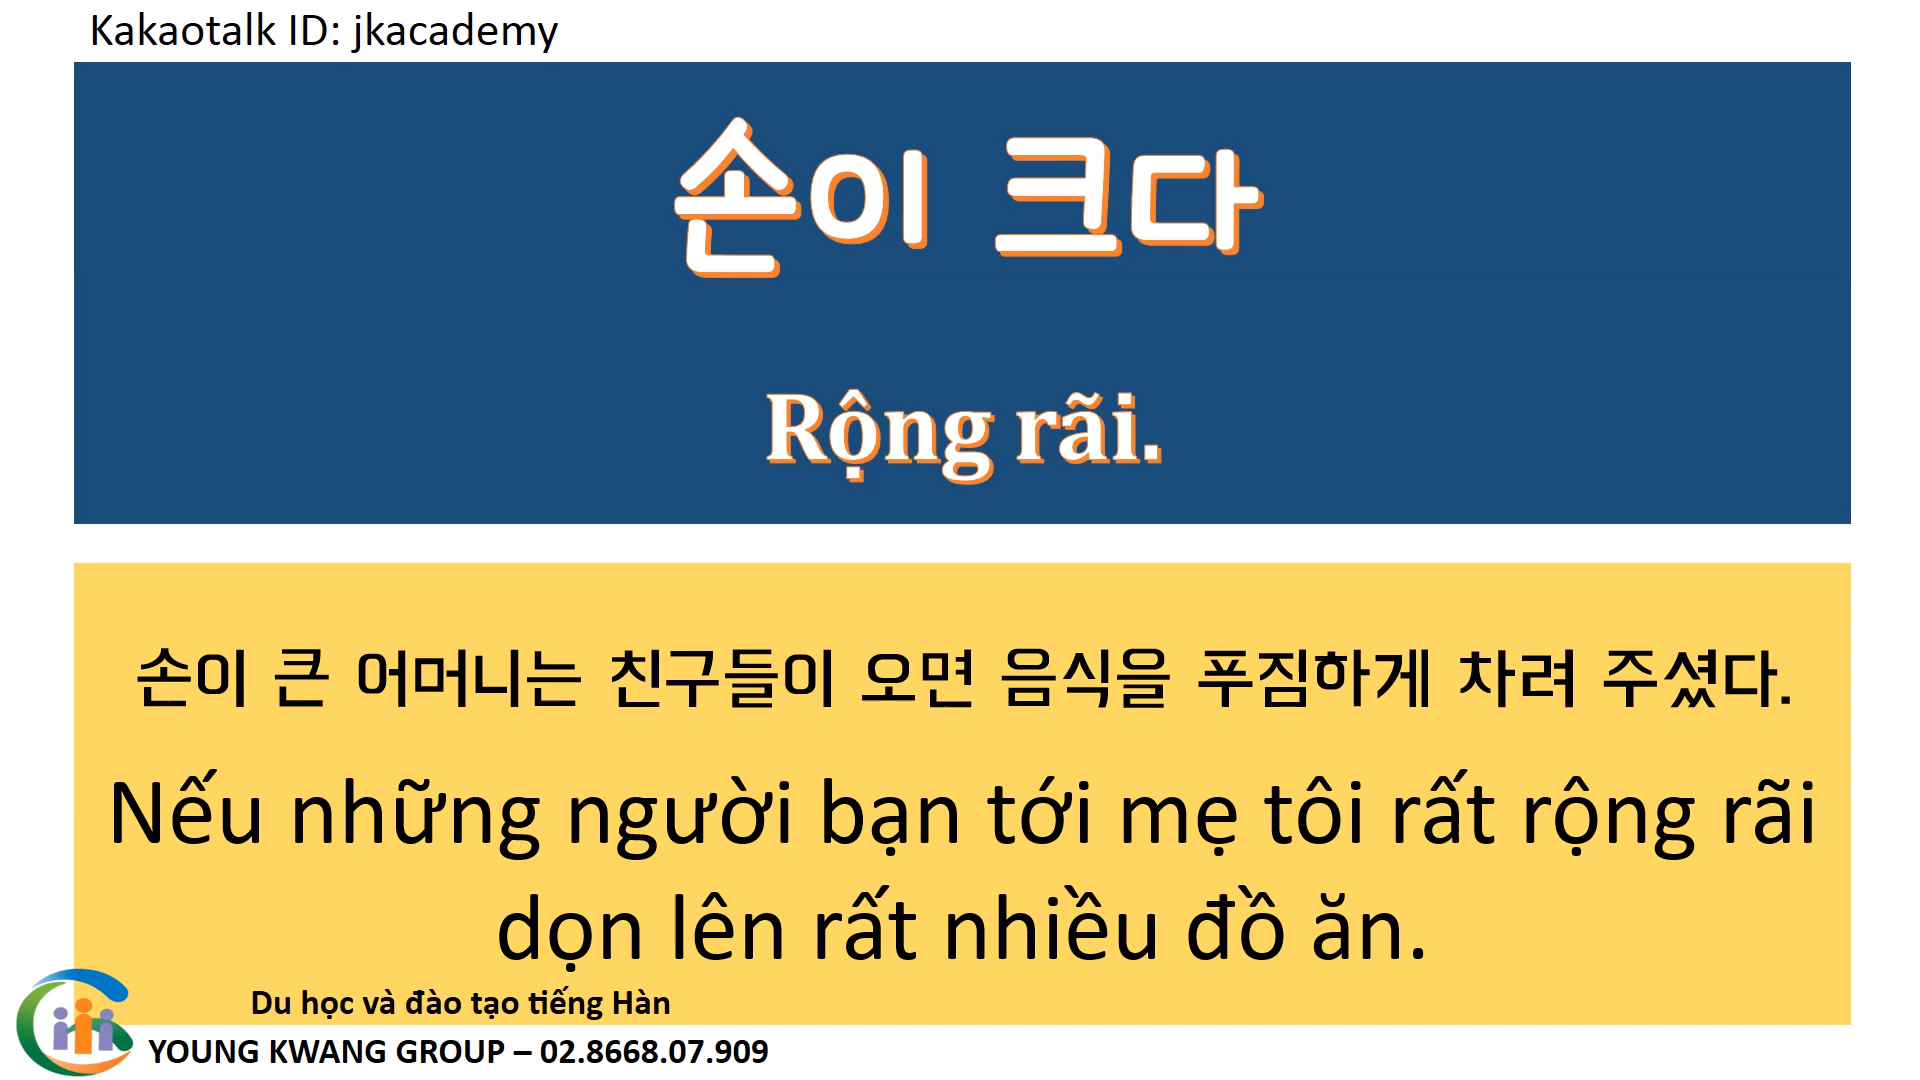 Kakaotalk ID: jkacademy
손이 크다
Rộng rãi.
손이 큰 어머니는 친구들이 오면 음식을 푸짐하게 차려 주셨다.
Nếu những người bạn tới mẹ tôi rất rộng rãi
dọn lên rất nhiều đồ ăn.
Du học và đào tạo tiếng Hàn
YOUNG KWANG GROUP – 02.8668.07.909